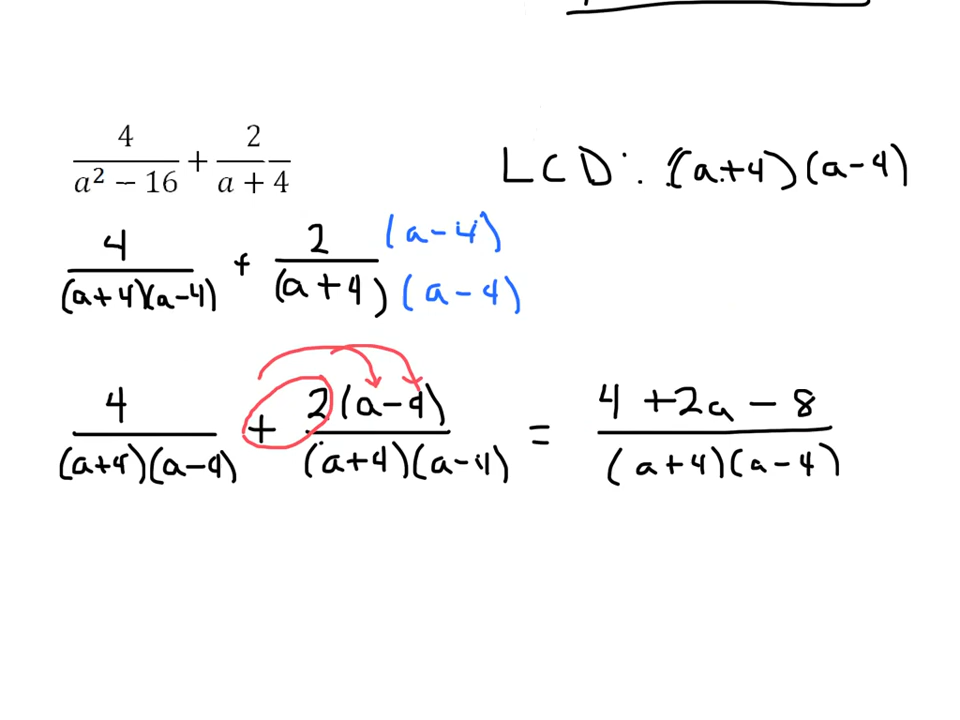 4/(a² − 16) + 2/(a + 4)
LCD: (a+4)(a-4)
4/((a+4)(a-4)) + 2(a-4)/((a+4)(a-4))
4/((a+4)(a-4)) + 2(a-4)/((a+4)(a-4)) = (4 + 2a - 8)/((a+4)(a-4))